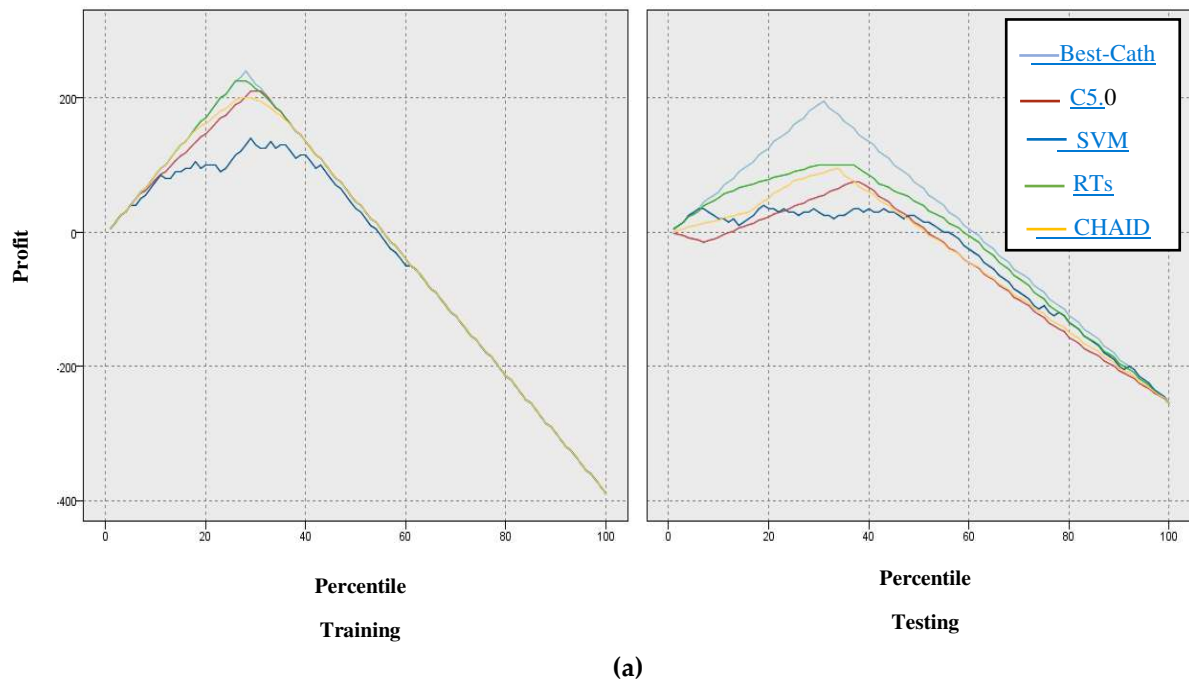 Profit
200
0
-200
-400
0 20 40 60 80 100
Percentile
Training
Best-Cath
C5.0
SVM
RTs
CHAID
0 20 40 60 80 100
Percentile
Testing
(a)